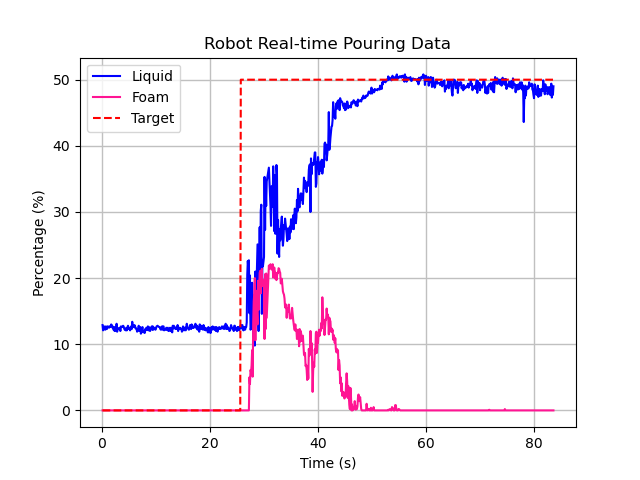 Robot Real-time Pouring Data
Liquid
Foam
Target
Percentage (%)
50
40
30
20
10
0
0 20 40 60 80
Time (s)